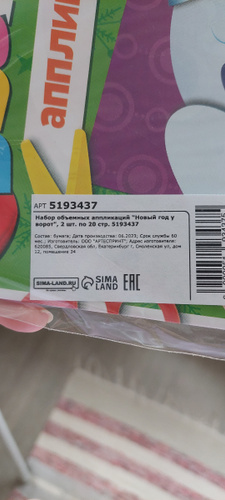 аппли
АРТ 5193437
Набор объемных аппликаций "Новый год у
ворот", 2 шт. по 20 стр. 5193437
Состав: бумага; Дата производства: 06.2023; Срок службы 60
мес.; Изготовитель: ООО "АРТЕСПРИНТ"; Адрес изготовителя:
620085, Свердловская обл, Екатеринбург г, Смоленская ул, дом
12, помещение 34
SIMA-LAND.RU
SIMA
LAND
EAC